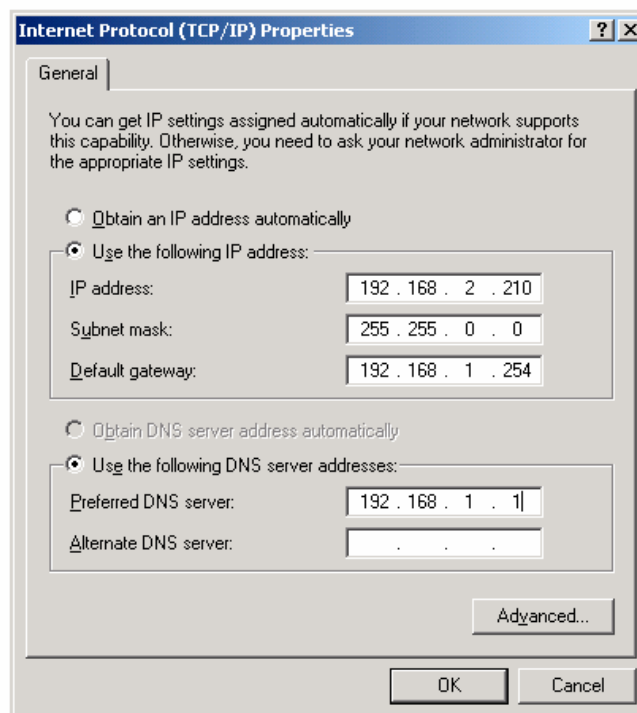 Internet Protocol (TCP/IP) Properties
General
You can get IP settings assigned automatically if your network supports
this capability. Otherwise, you need to ask your network administrator for
the appropriate IP settings.
Obtain an IP address automatically
Use the following IP address:
IP address: 192 . 168 . 2 . 210
Subnet mask: 255 . 255 . 0 . 0
Default gateway: 192 . 168 . 1 . 254
Obtain DNS server address automatically
Use the following DNS server addresses:
Preferred DNS server: 192 . 168 . 1 . 1
Alternate DNS server: . . .
Advanced...
OK Cancel